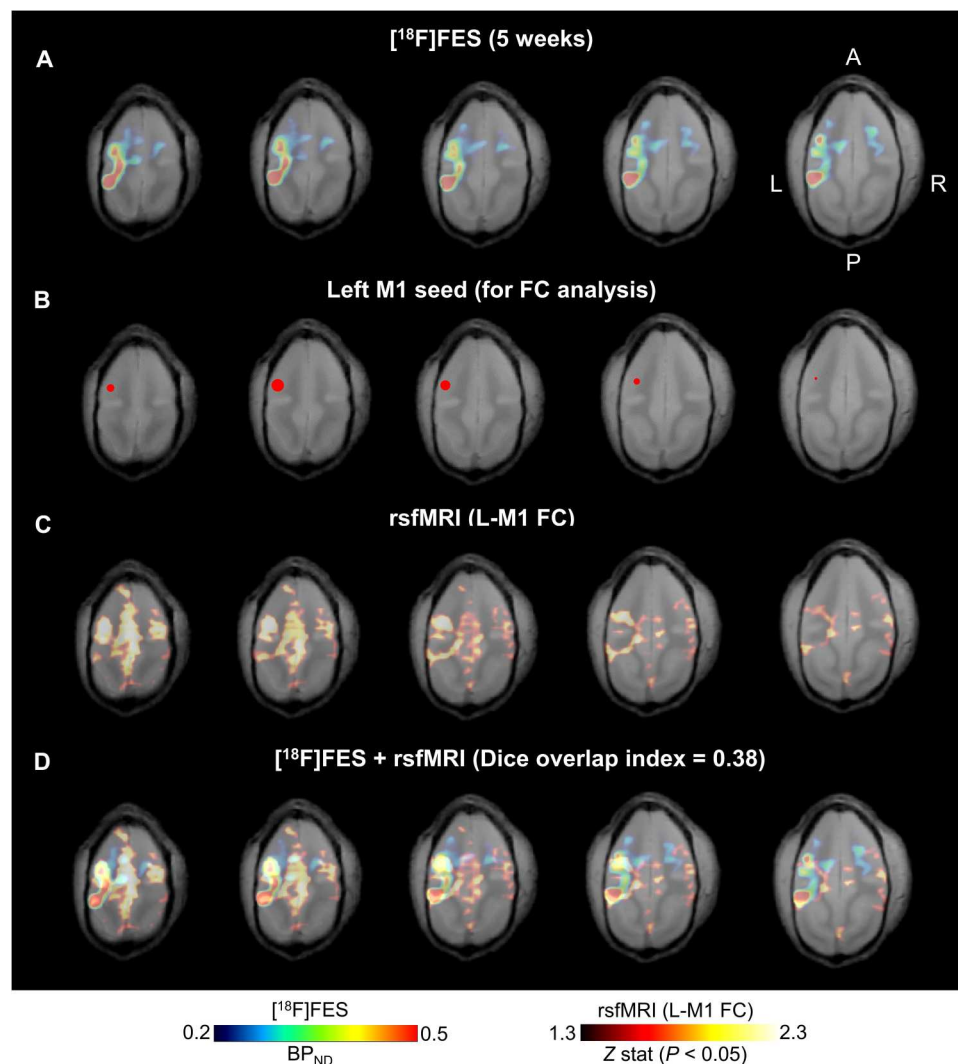 [¹⁸F]FES (5 weeks)
A
A
L
R
P
Left M1 seed (for FC analysis)
B
rsfMRI (L-M1 FC)
C
D
[¹⁸F]FES + rsfMRI (Dice overlap index = 0.38)
[¹⁸F]FES
rsfMRI (L-M1 FC)
0.2
0.5
1.3
2.3
BP_ND
Z stat (P < 0.05)